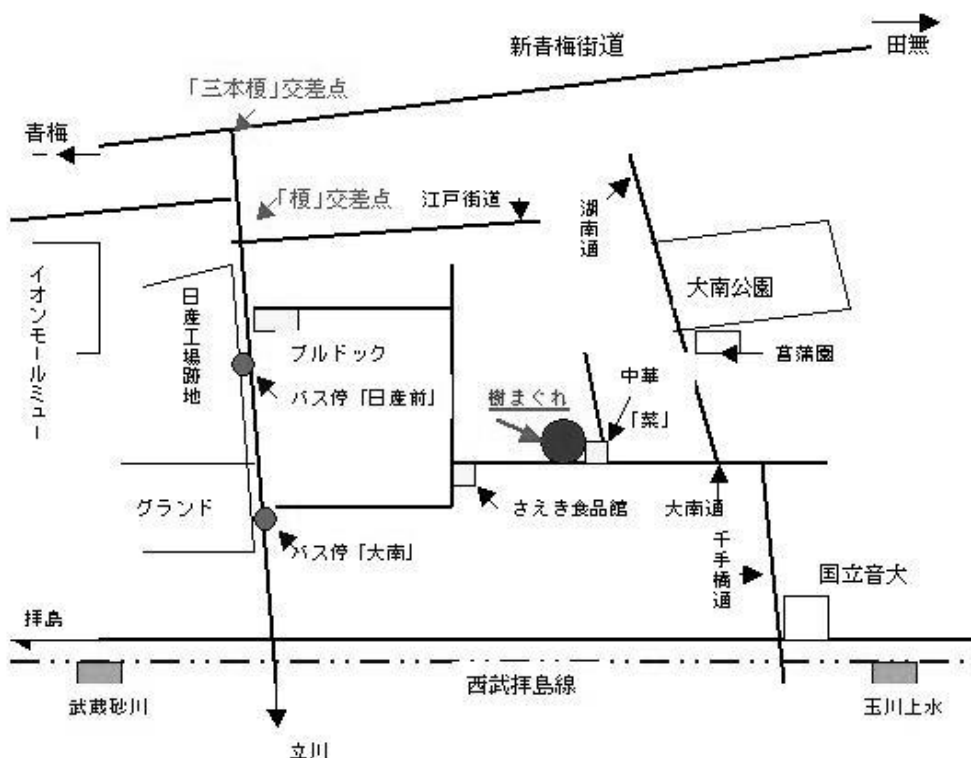 田無
新青梅街道
「三本榎」交差点
青梅
「榎」交差点
江戸街道
湖南通
イオンモールミュー
日産工場跡地
大南公園
ブルドック
菖蒲園
バス停「日産前」
樹まぐれ
中華
「菜」
グランド
さえき食品館
大南通
バス停「大南」
千手橋通
国立音大
拝島
西武拝島線
武蔵砂川
玉川上水
立川